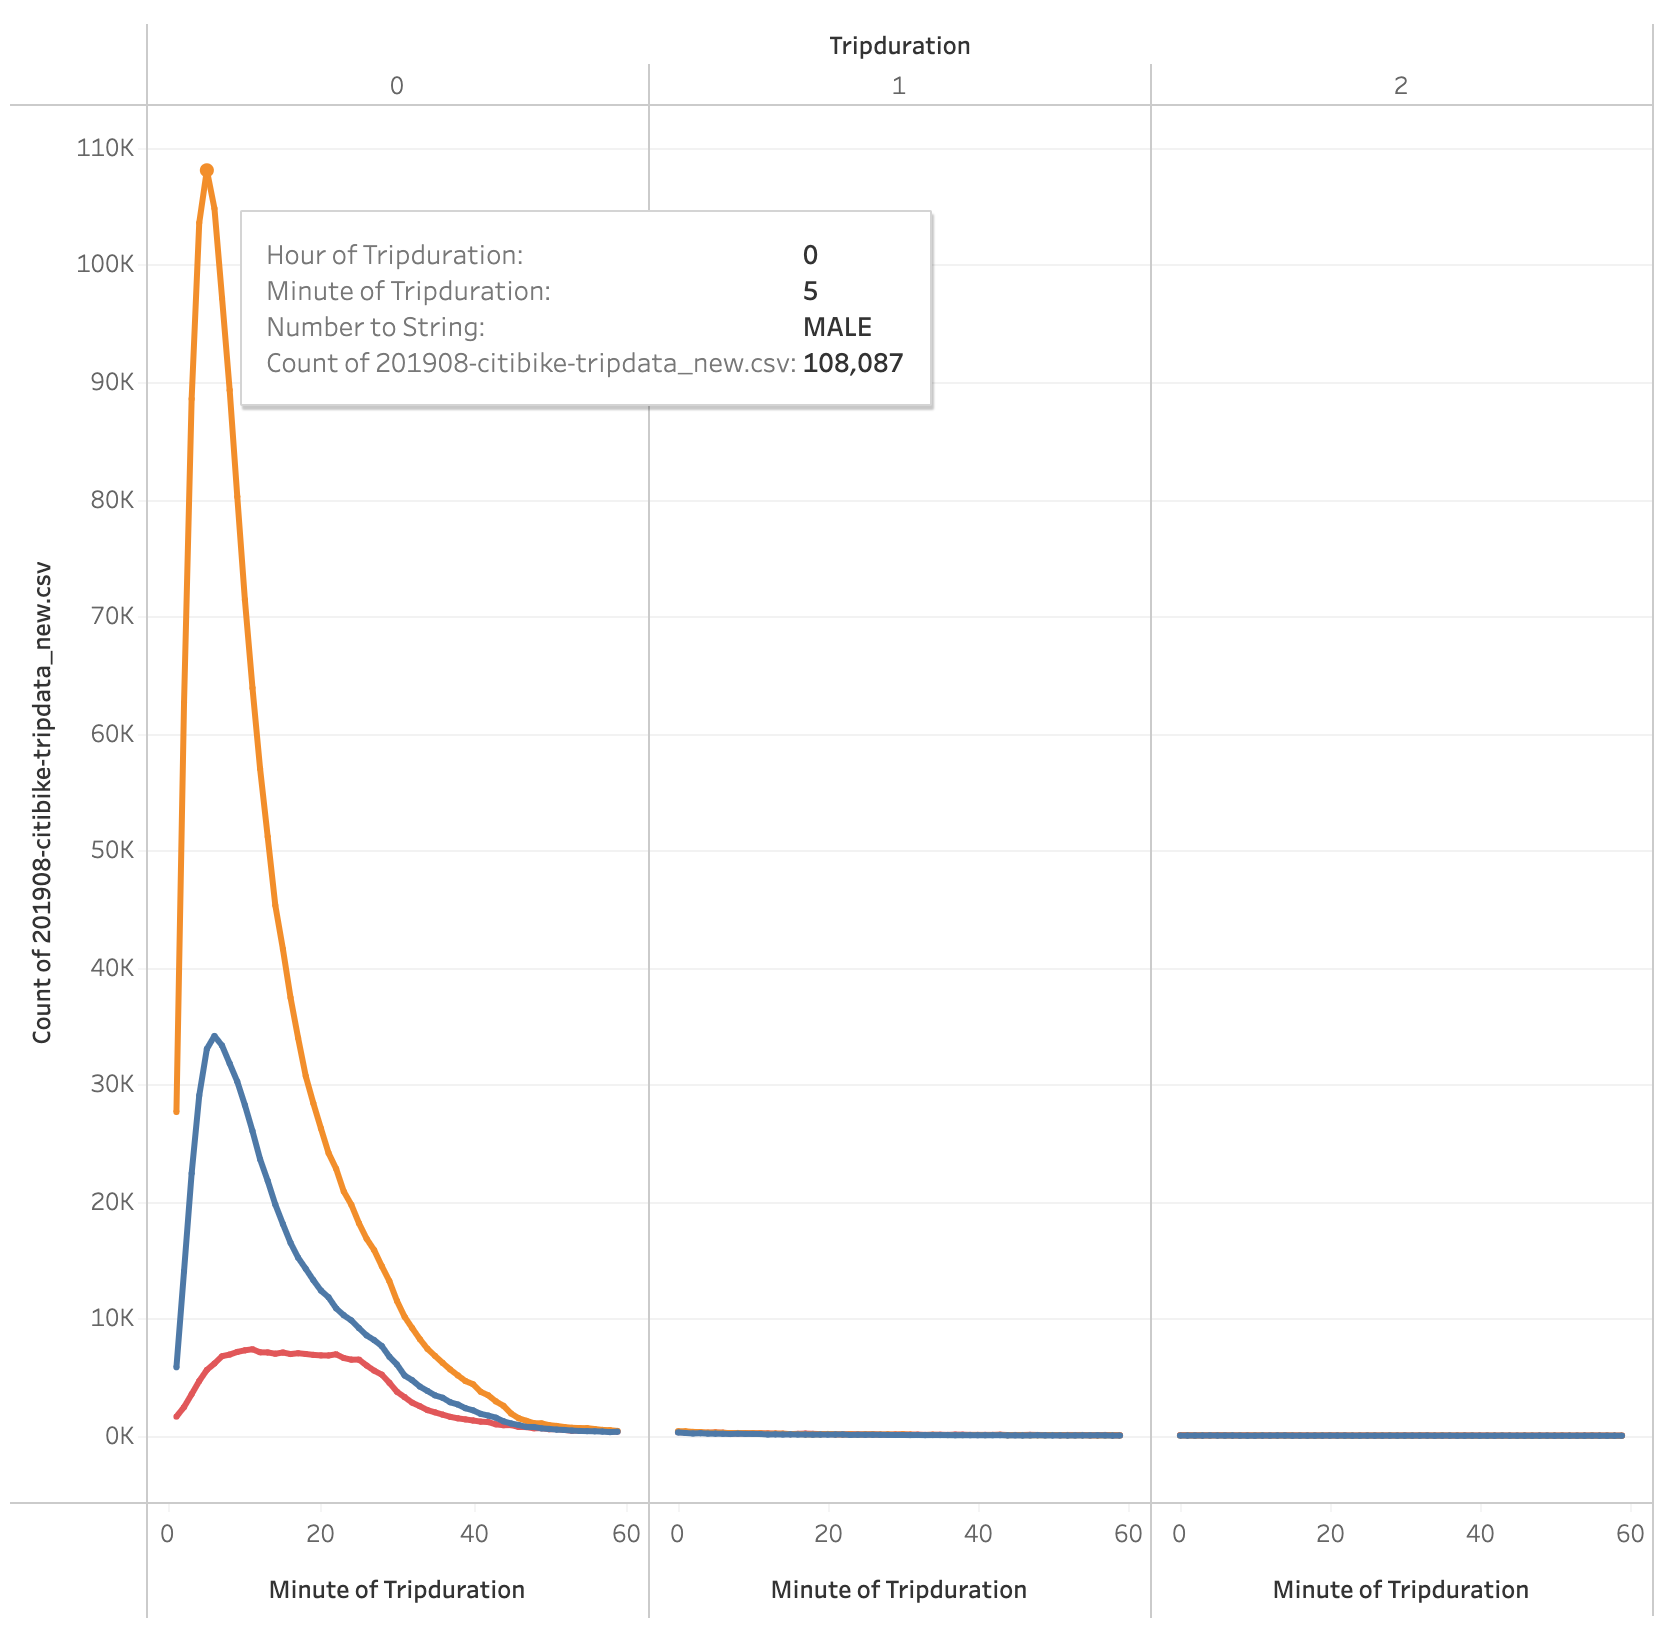 Tripduration
0 1 2
110K
100K
90K
80K
70K
60K
50K
40K
30K
20K
10K
0K
Count of 201908-citibike-tripdata_new.csv
Hour of Tripduration: 0
Minute of Tripduration: 5
Number to String: MALE
Count of 201908-citibike-tripdata_new.csv: 108,087
0 20 40 60 0 20 40 60 0 20 40 60
Minute of Tripduration Minute of Tripduration Minute of Tripduration